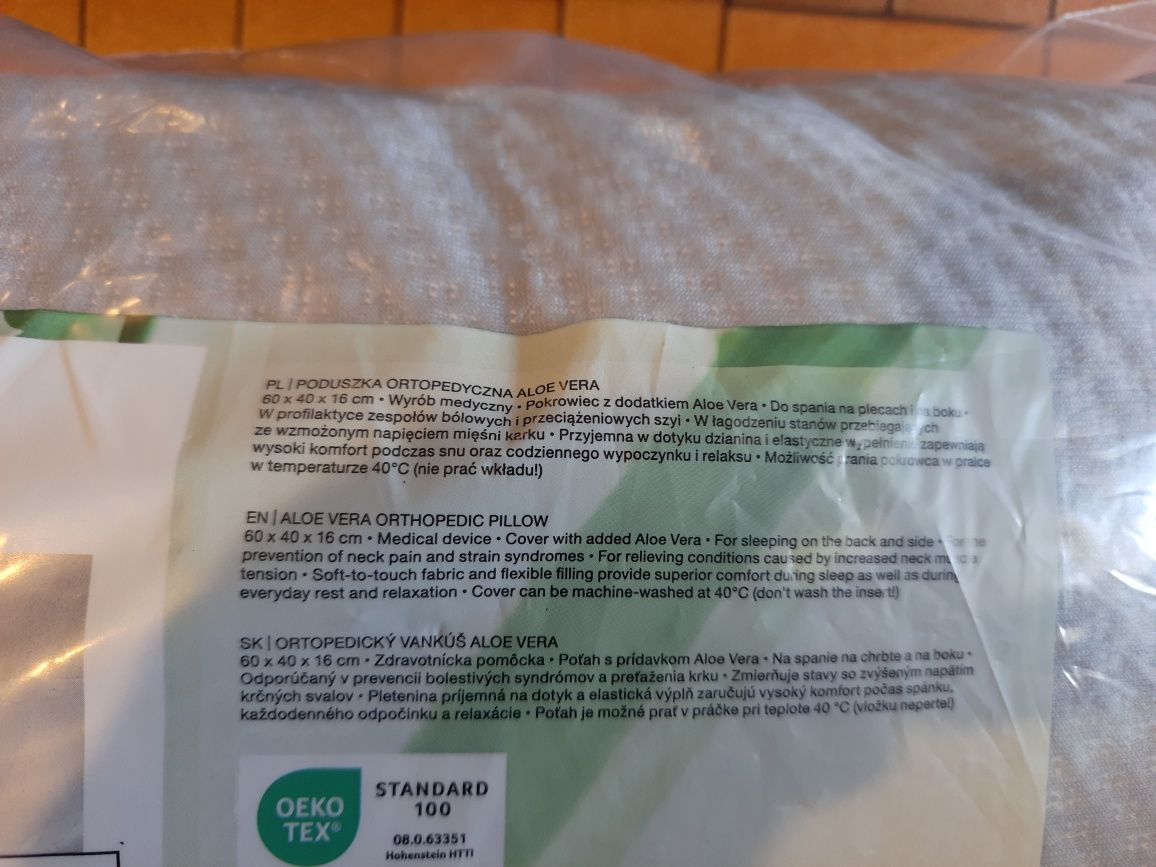 PL | PODUSZKA ORTOPEDYCZNA ALOE VERA
60 x 40 x 16 cm • Wyrób medyczny • Pokrowiec z dodatkiem Aloe Vera • Do spania na plecach i na boku •
W profilaktyce zespołów bólowych i przeciążeniowych szyi • W łagodzeniu stanów przebiegających
ze wzmożonym napięciem mięśni karku • Przyjemna w dotyku dzianina i elastyczne wypełnienie zapewniają
wysoki komfort podczas snu oraz codziennego wypoczynku i relaksu • Możliwość prania pokrowca w pralce
w temperaturze 40°C (nie prać wkładu!)
EN | ALOE VERA ORTHOPEDIC PILLOW
60 x 40 x 16 cm • Medical device • Cover with added Aloe Vera • For sleeping on the back and side • For the
prevention of neck pain and strain syndromes • For relieving conditions caused by increased neck
tension • Soft-to-touch fabric and flexible filling provide superior comfort during sleep as well as during
everyday rest and relaxation • Cover can be machine-washed at 40°C (don't wash the insert!)
SK | ORTOPEDICKÝ VANKÚŠ ALOE VERA
60 x 40 x 16 cm • Zdravotnícka pomôcka • Poťah s prídavkom Aloe Vera • Na spanie na chrbte a na boku •
Odporúčaný v prevencii bolestivých syndrómov a preťaženia krku • Zmierňuje stavy so zvýšeným napätím
krčných svalov • Pletenina príjemná na dotyk a elastická výplň zaručujú vysoký komfort počas spánku,
každodenného odpočinku a relaxácie • Poťah je možné prať v práčke pri teplote 40 °C (vložku neperte!)
OEKO
TEX®
STANDARD
100
08.0.63351
Hohenstein HTTI